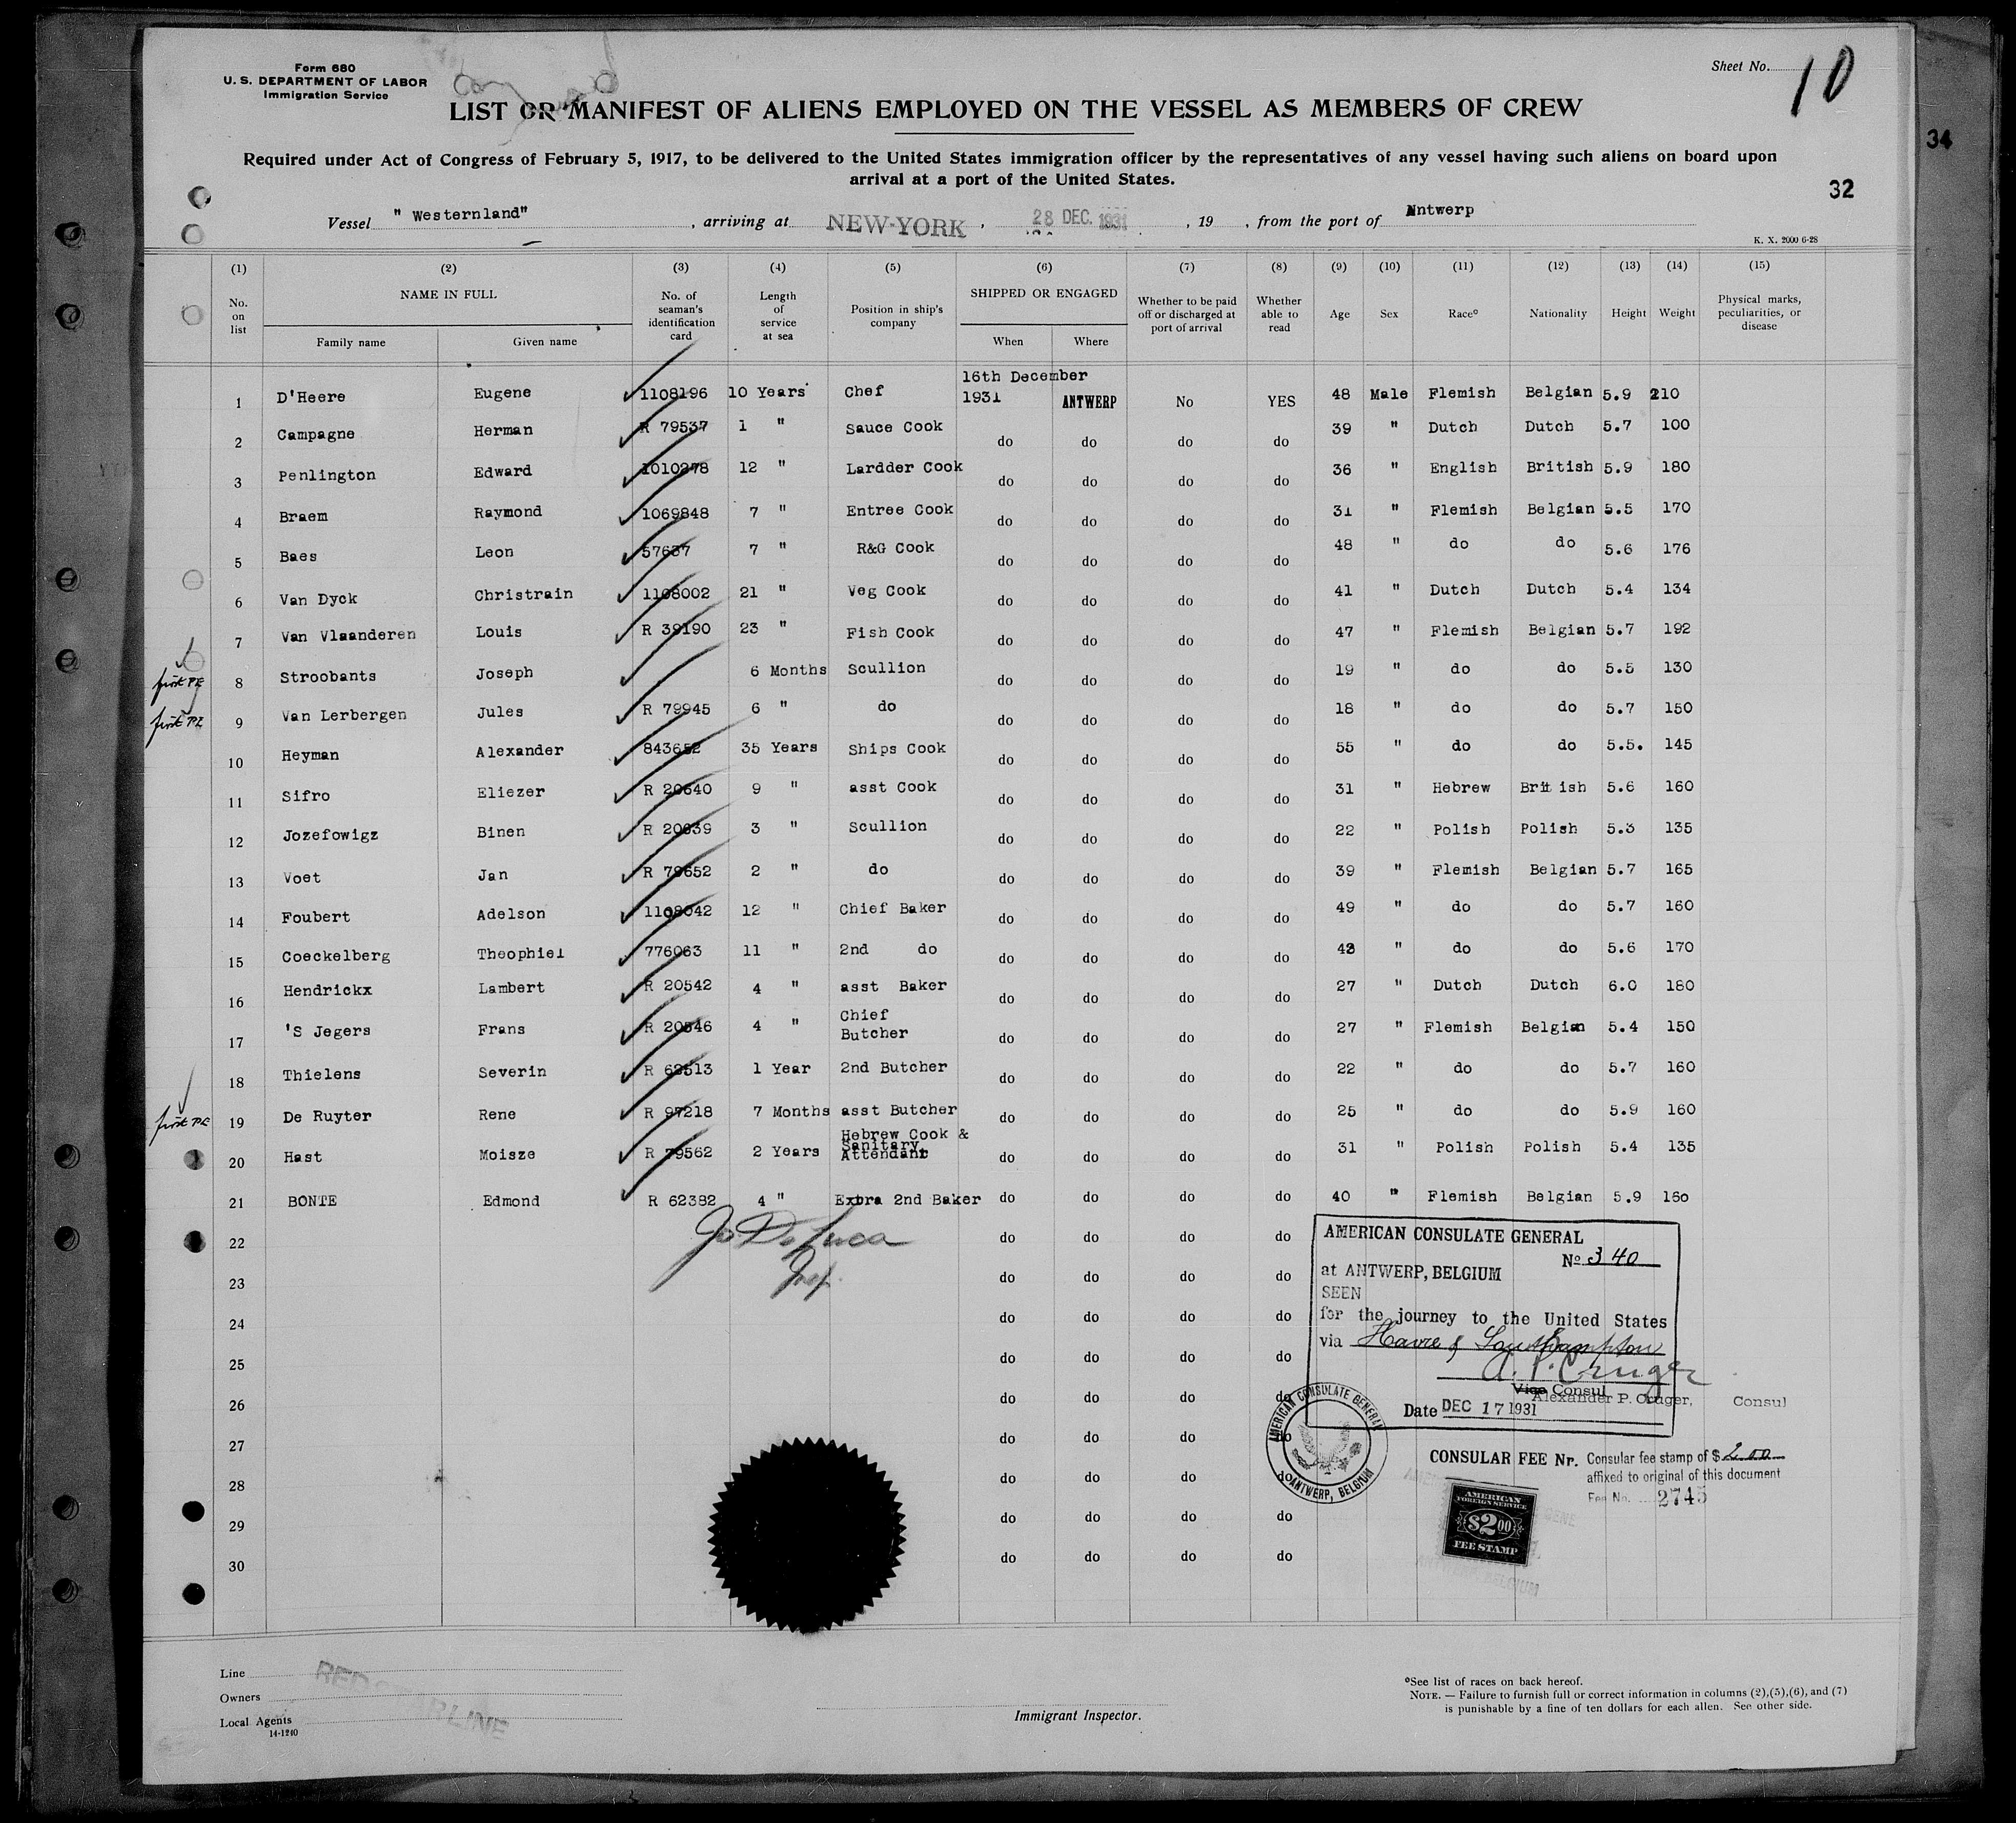 Form 680
U. S. DEPARTMENT OF LABOR
Immigration Service
Sheet No. 10
LIST OR MANIFEST OF ALIENS EMPLOYED ON THE VESSEL AS MEMBERS OF CREW
34
Required under Act of Congress of February 5, 1917, to be delivered to the United States immigration officer by the representatives of any vessel having such aliens on board upon
arrival at a port of the United States.
32
Vessel " Westernland" , arriving at NEW-YORK , 28 DEC. 1931 , 19 , from the port of Antwerp
K. X. 2000 6-28
(1) (2) (3) (4) (5) (6) (7) (8) (9) (10) (11) (12) (13) (14) (15)
No. on list NAME IN FULL Family name Given name No. of seaman's identification card Length of service at sea Position in ship's company SHIPPED OR ENGAGED When Where Whether to be paid off or discharged at port of arrival Whether able to read Age Sex Race* Nationality Height Weight Physical marks, peculiarities, or disease
1 D'Heere Eugene 1108196 10 Years Chef 16th December 1931 ANTWERP No YES 48 Male Flemish Belgian 5.9 210
2 Campagne Herman R 79537 1 " Sauce Cook do do do do 39 " Dutch Dutch 5.7 100
3 Penlington Edward 1010278 12 " Lardder Cook do do do do 36 " English British 5.9 180
4 Braem Raymond 1069848 7 " Entree Cook do do do do 31 " Flemish Belgian 5.5 170
5 Baes Leon 57637 7 " R&G Cook do do do do 48 " do do 5.6 176
6 Van Dyck Christrain 1108002 21 " Veg Cook do do do do 41 " Dutch Dutch 5.4 134
7 Van Vlaanderen Louis R 39190 23 " Fish Cook do do do do 47 " Flemish Belgian 5.7 192
first PE 8 Stroobants Joseph 6 Months Scullion do do do do 19 " do do 5.5 130
first PE 9 Van Lerbergen Jules R 79945 6 " do do do do do 18 " do do 5.7 150
10 Heyman Alexander 843652 35 Years Ships Cook do do do do 55 " do do 5.5. 145
11 Sifro Eliezer R 20640 9 " asst Cook do do do do 31 " Hebrew British 5.6 160
12 Jozefowigz Binen R 20639 3 " Scullion do do do do 22 " Polish Polish 5.3 135
13 Voet Jan R 79652 2 " do do do do do 39 " Flemish Belgian 5.7 165
14 Foubert Adelson 1108042 12 " Chief Baker do do do do 49 " do do 5.7 160
15 Coeckelberg Theophiel 776063 11 " 2nd do do do do do 43 " do do 5.6 170
16 Hendrickx Lambert R 20542 4 " asst Baker do do do do 27 " Dutch Dutch 6.0 180
17 'S Jegers Frans R 20546 4 " Chief Butcher do do do do 27 " Flemish Belgian 5.4 150
18 Thielens Severin R 62513 1 Year 2nd Butcher do do do do 22 " do do 5.7 160
first PE 19 De Ruyter Rene R 97218 7 Months asst Butcher do do do do 25 " do do 5.9 160
20 Hast Moisze R 79562 2 Years Hebrew Cook & Sanitary Attendant do do do do 31 " Polish Polish 5.4 135
21 BONTE Edmond R 62382 4 " Extra 2nd Baker do do do do 40 " Flemish Belgian 5.9 160
22 do do do do
23 do do do do
24 do do do do
25 do do do do
26 do do do do
27 do do do do
28 do do do
29 do do do do
30 do do do do
Jo De Luca
Insp.
AMERICAN CONSULATE GENERAL
No 340
at ANTWERP, BELGIUM
SEEN
for the journey to the United States
via Havre & Southampton
A. P. Cruger
Vice Consul
Alexander P. Cruger, Consul
Date DEC 17 1931
AMERICAN CONSULATE GENERAL
ANTWERP, BELGIUM
CONSULAR FEE Nr. Consular fee stamp of $ 2.00
affixed to original of this document
Fee No. 2745
AMERICAN
FOREIGN SERVICE
$2.00
FEE STAMP
Line
Owners
Local Agents
14-1240
RED STAR LINE
Immigrant Inspector.
*See list of races on back hereof.
NOTE. — Failure to furnish full or correct information in columns (2),(5),(6), and (7)
is punishable by a fine of ten dollars for each alien. See other side.